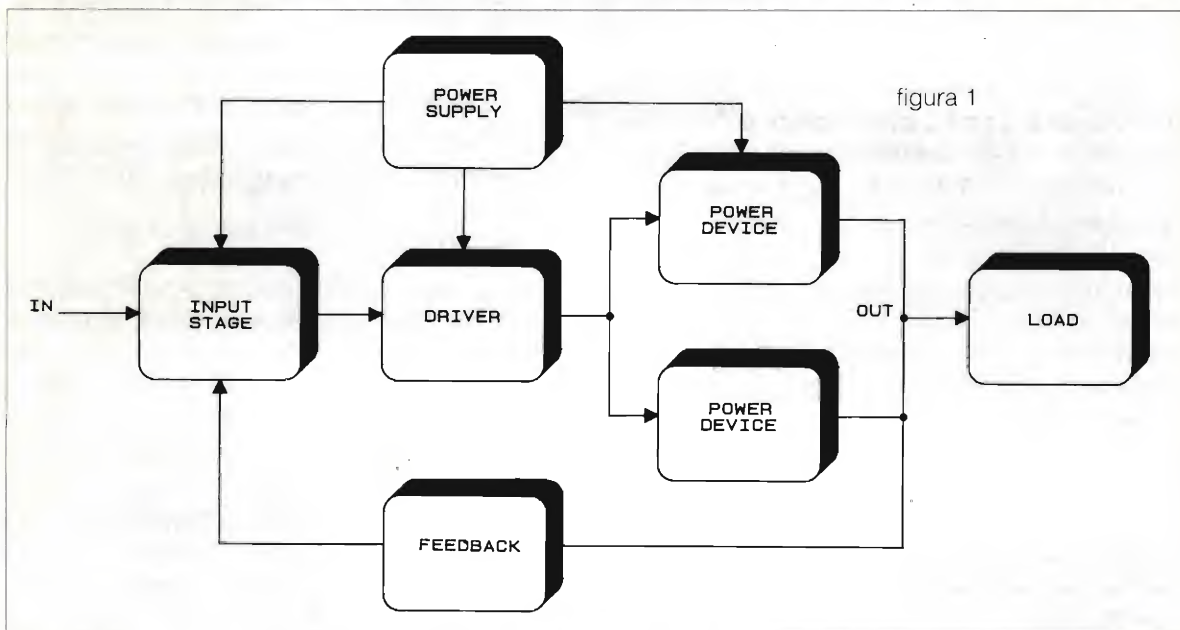 POWER
SUPPLY
figura 1
POWER
DEVICE
IN
INPUT
STAGE
DRIVER
OUT
LOAD
POWER
DEVICE
FEEDBACK